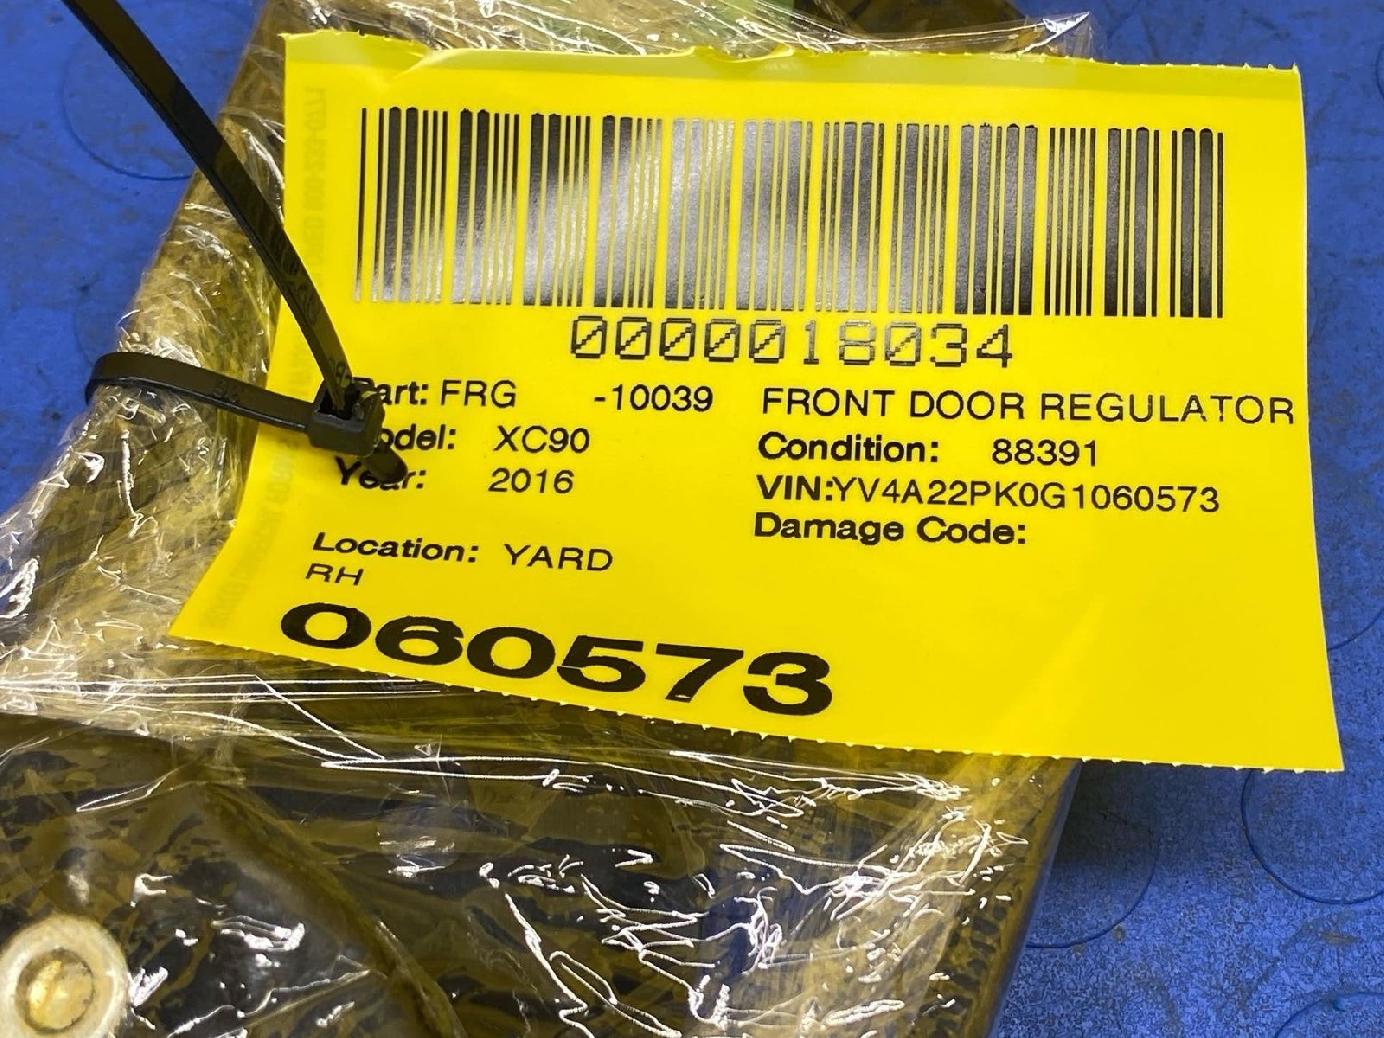 0000018034
Part: FRG -10039 FRONT DOOR REGULATOR
Model: XC90 Condition: 88391
Year: 2016 VIN:YV4A22PK0G1060573
Damage Code:
Location: YARD
RH
060573